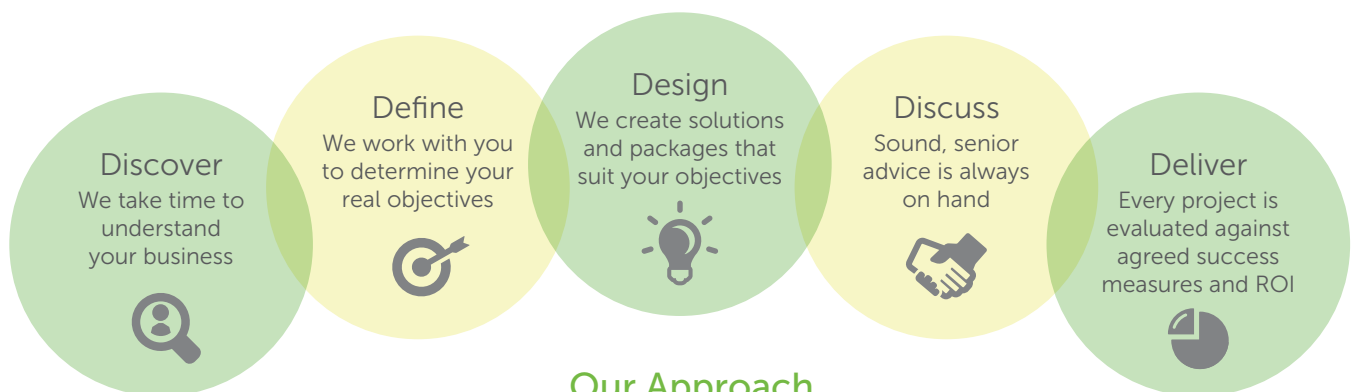 Discover
We take time to
understand
your business
Define
We work with you
to determine your
real objectives
Design
We create solutions
and packages that
suit your objectives
Discuss
Sound, senior
advice is always
on hand
Deliver
Every project is
evaluated against
agreed success
measures and ROI
Our Approach